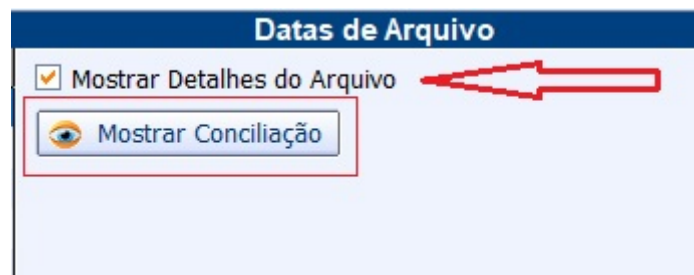 Datas de Arquivo
Mostrar Detalhes do Arquivo
Mostrar Conciliação